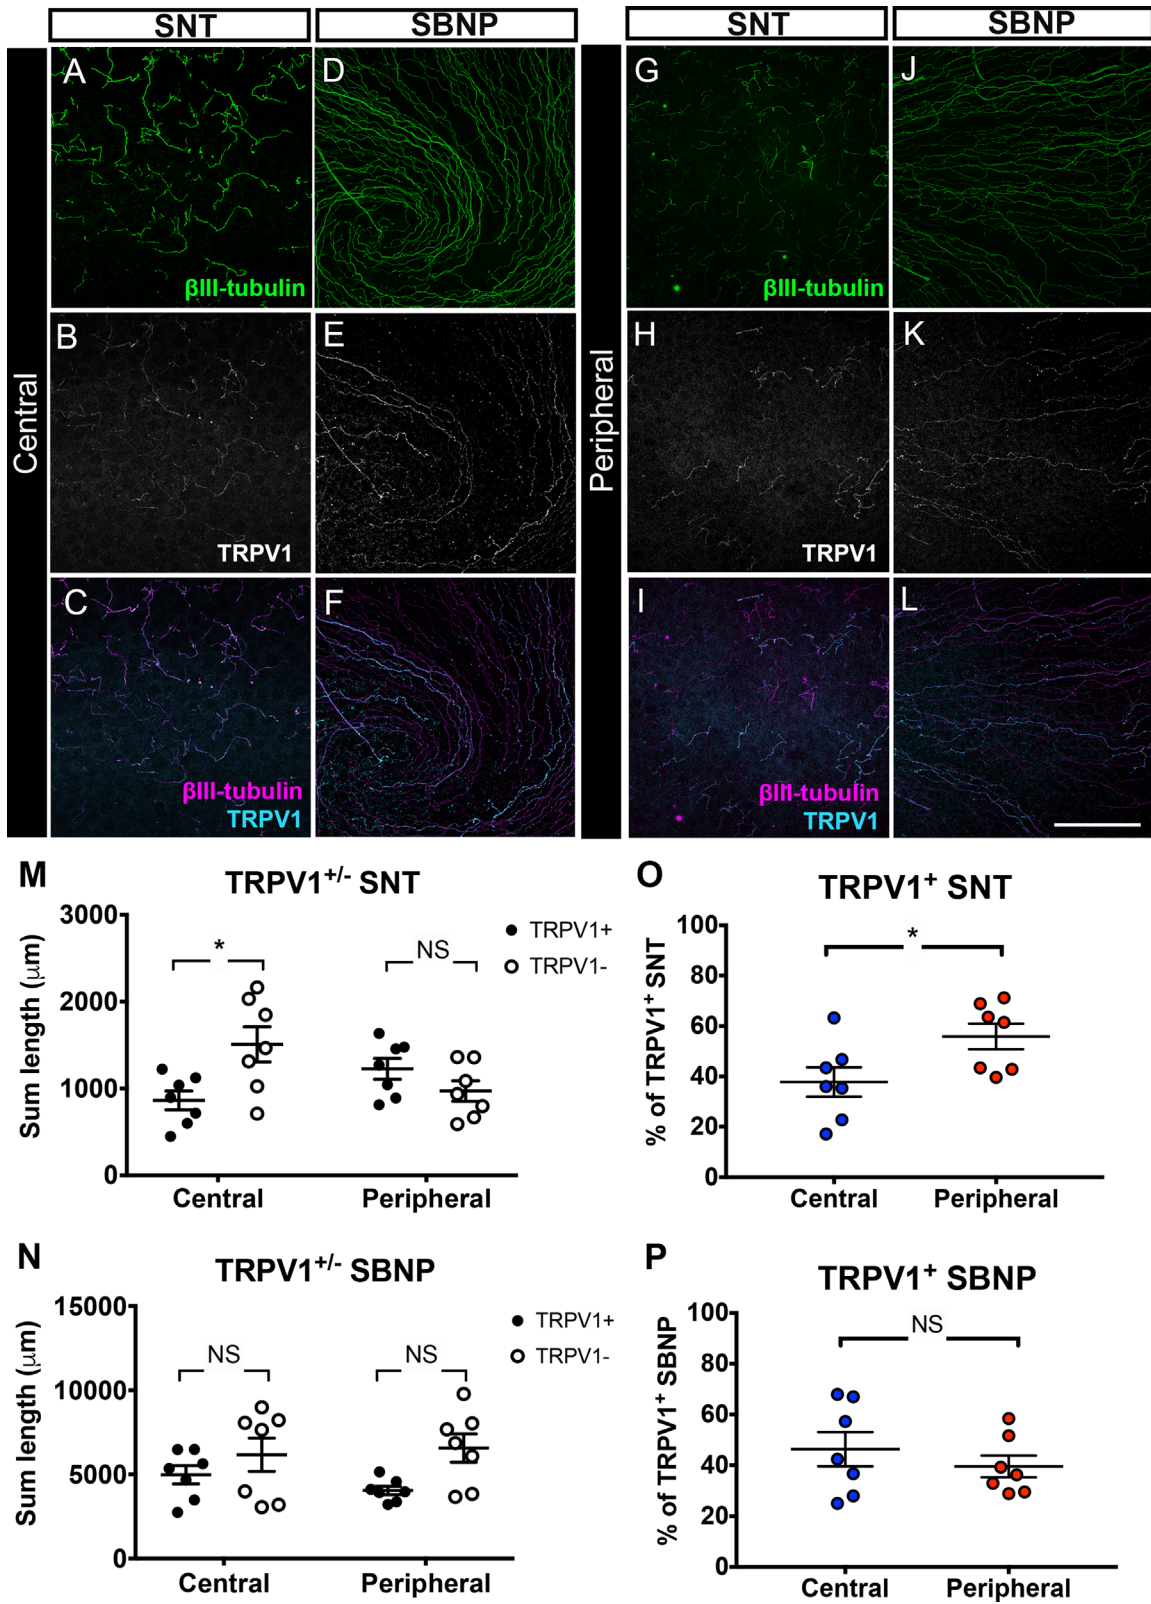 SNT SBNP SNT SBNP
Central
Peripheral
A D G J
βIII-tubulin βIII-tubulin
B E H K
TRPV1 TRPV1
C F I L
βIII-tubulin βIII-tubulin
TRPV1 TRPV1
M
TRPV1+/- SNT
Sum length (μm)
3000
2000
1000
0
* NS
TRPV1+
TRPV1-
Central Peripheral
O
TRPV1+ SNT
% of TRPV1+ SNT
100
80
60
40
20
0
*
Central Peripheral
N
TRPV1+/- SBNP
Sum length (μm)
15000
10000
5000
0
NS NS
TRPV1+
TRPV1-
Central Peripheral
P
TRPV1+ SBNP
% of TRPV1+ SBNP
100
80
60
40
20
0
NS
Central Peripheral